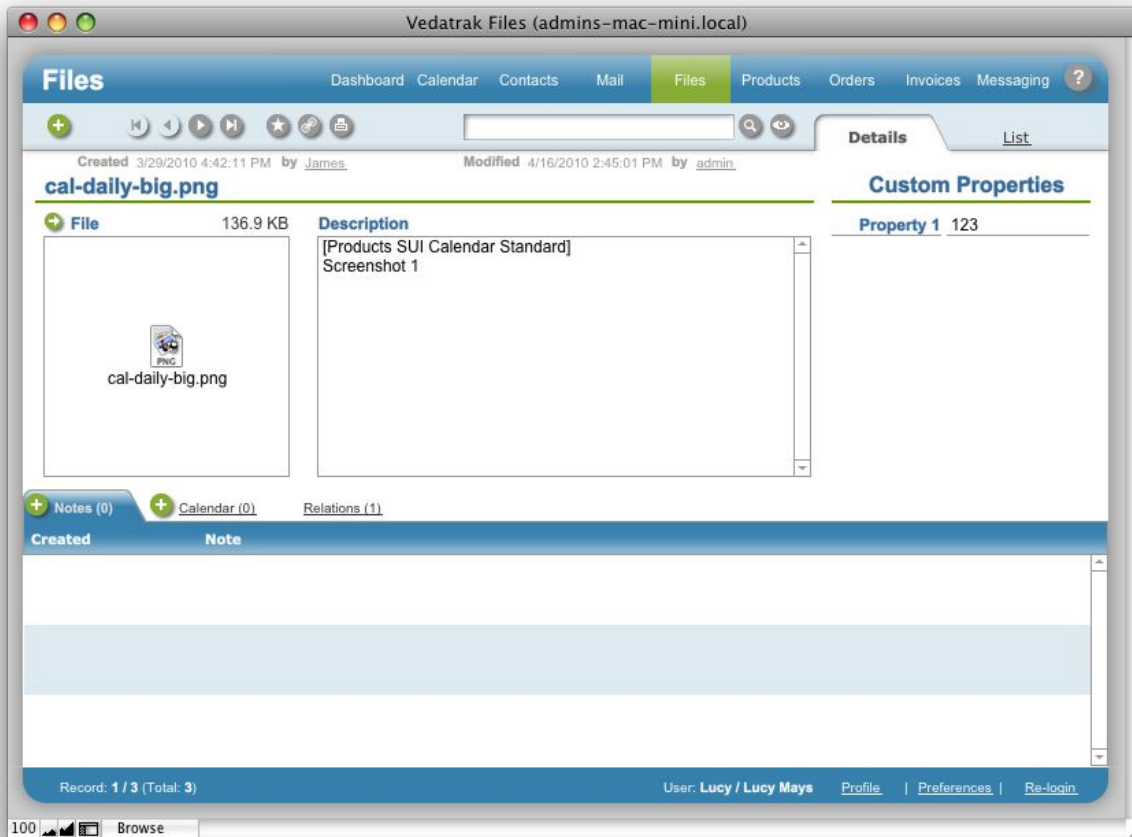 Vedatrak Files (admins-mac-mini.local)
Files Dashboard Calendar Contacts Mail Files Products Orders Invoices Messaging ?
Details List
Created 3/29/2010 4:42:11 PM by James Modified 4/16/2010 2:45:01 PM by admin
cal-daily-big.png Custom Properties
File 136.9 KB Description Property 1 123
[Products SUI Calendar Standard]
Screenshot 1
PNG
cal-daily-big.png
Notes (0) Calendar (0) Relations (1)
Created Note
Record: 1 / 3 (Total: 3) User: Lucy / Lucy Mays Profile | Preferences | Re-login
100 Browse